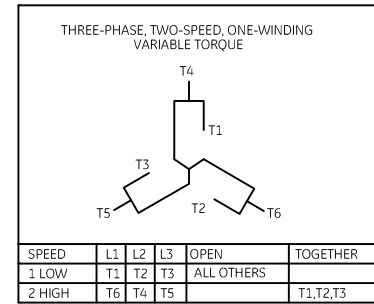 THREE-PHASE, TWO-SPEED, ONE-WINDING
VARIABLE TORQUE
T4
T1
T3
T5
T2
T6
SPEED L1 L2 L3 OPEN TOGETHER
1 LOW T1 T2 T3 ALL OTHERS
2 HIGH T6 T4 T5 T1,T2,T3